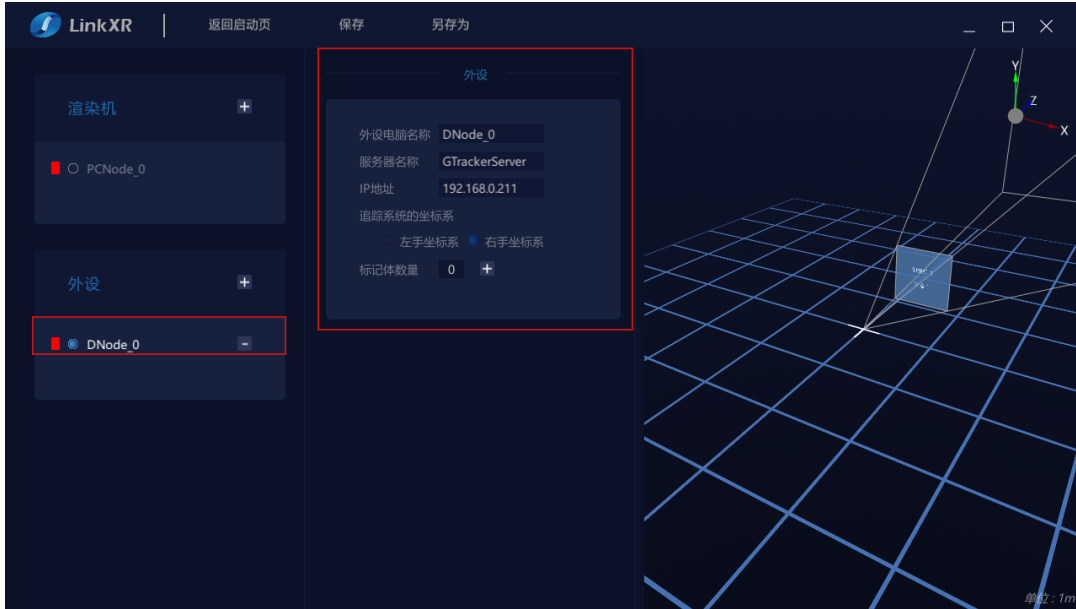 LinkXR 返回启动页 保存 另存为
渲染机 +
PCNode_0
外设 +
DNode_0 -
外设
外设电脑名称 DNode_0
服务器名称 GTrackerServer
IP地址 192.168.0.211
追踪系统的坐标系
左手坐标系 右手坐标系
标记体数量 0 +
Y
Z
X
单位 : 1m